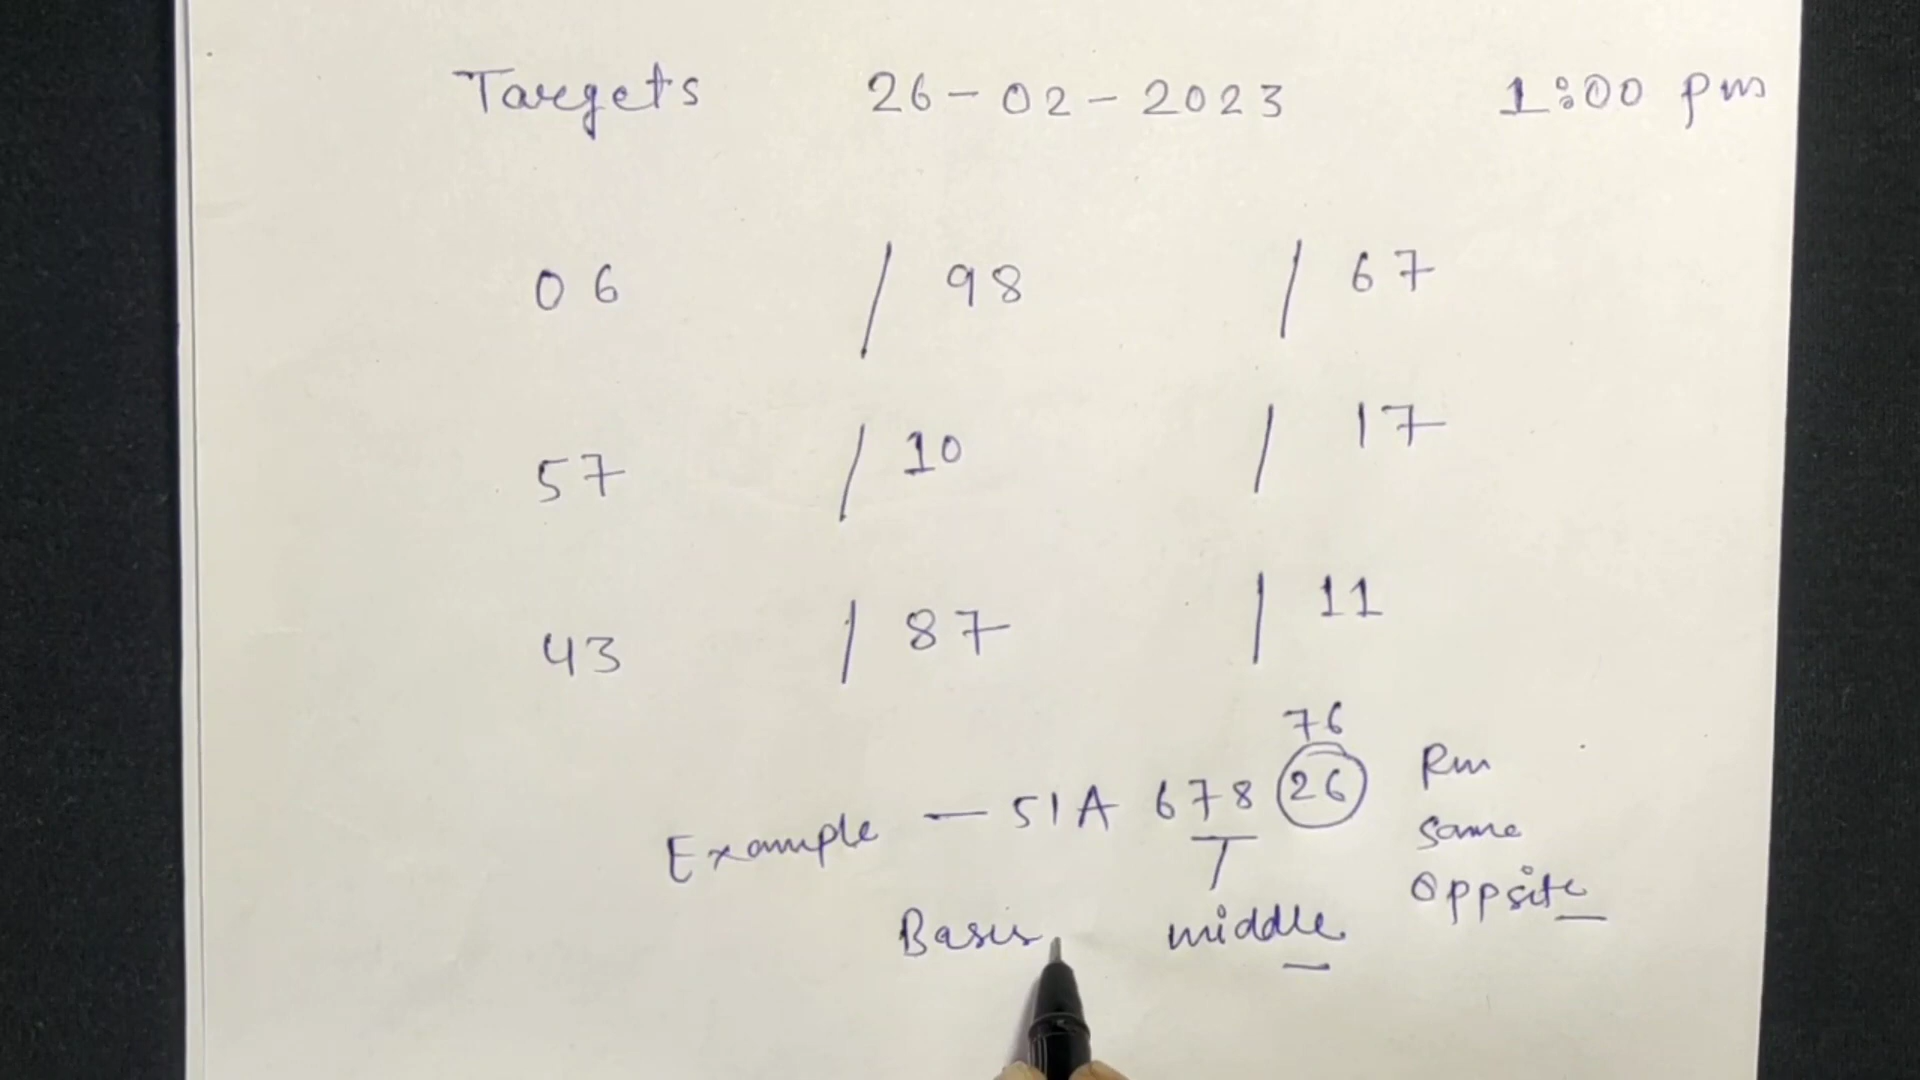 Targets 26-02-2023 1:00 pm
06 / 98 / 67
57 / 10 / 17
43 / 87 / 11
76
Example — 51A 678 26 Rm
Same
Oppsite
Basis middle